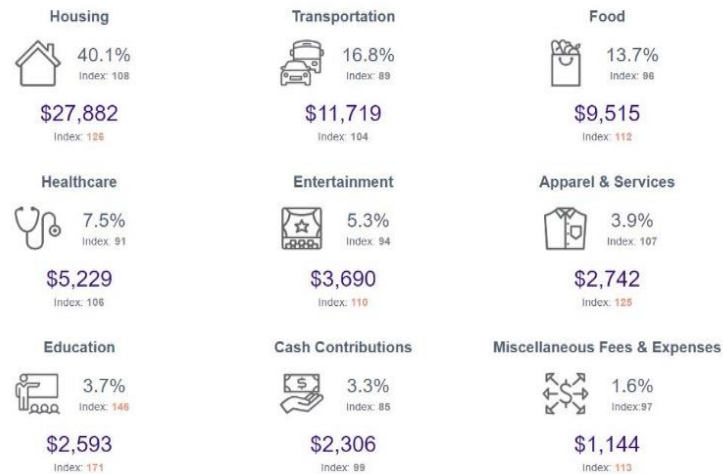 Housing
40.1%
Index: 108
$27,882
Index: 126
Transportation
16.8%
Index: 89
$11,719
Index: 104
Food
13.7%
Index: 96
$9,515
Index: 112
Healthcare
7.5%
Index: 91
$5,229
Index: 106
Entertainment
5.3%
Index: 94
$3,690
Index: 110
Apparel & Services
3.9%
Index: 107
$2,742
Index: 125
Education
3.7%
Index: 146
$2,593
Index: 171
Cash Contributions
$
3.3%
Index: 85
$2,306
Index: 99
Miscellaneous Fees & Expenses
$
1.6%
Index:97
$1,144
Index: 113